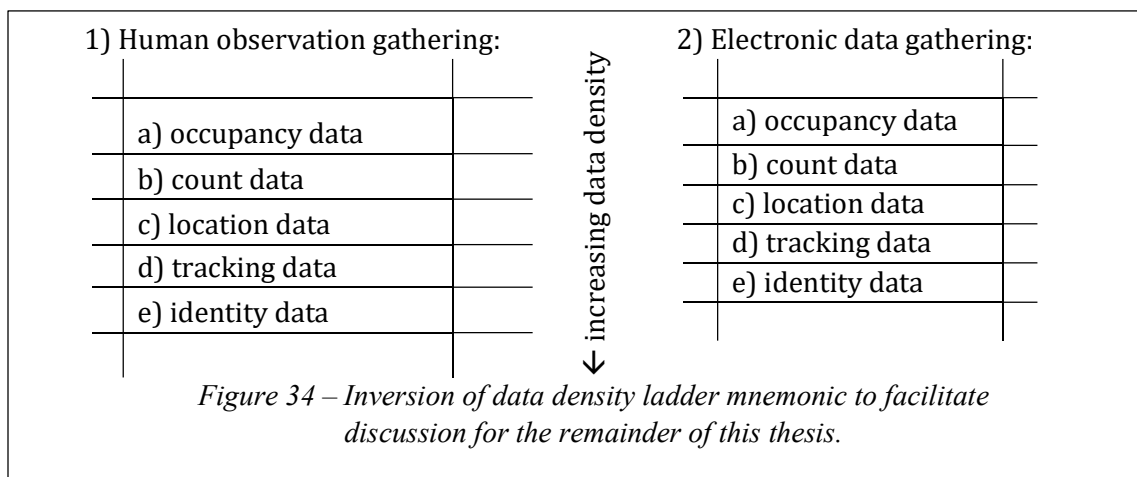 1) Human observation gathering:
a) occupancy data
b) count data
c) location data
d) tracking data
e) identity data
← increasing data density
2) Electronic data gathering:
a) occupancy data
b) count data
c) location data
d) tracking data
e) identity data
Figure 34 – Inversion of data density ladder mnemonic to facilitate
discussion for the remainder of this thesis.